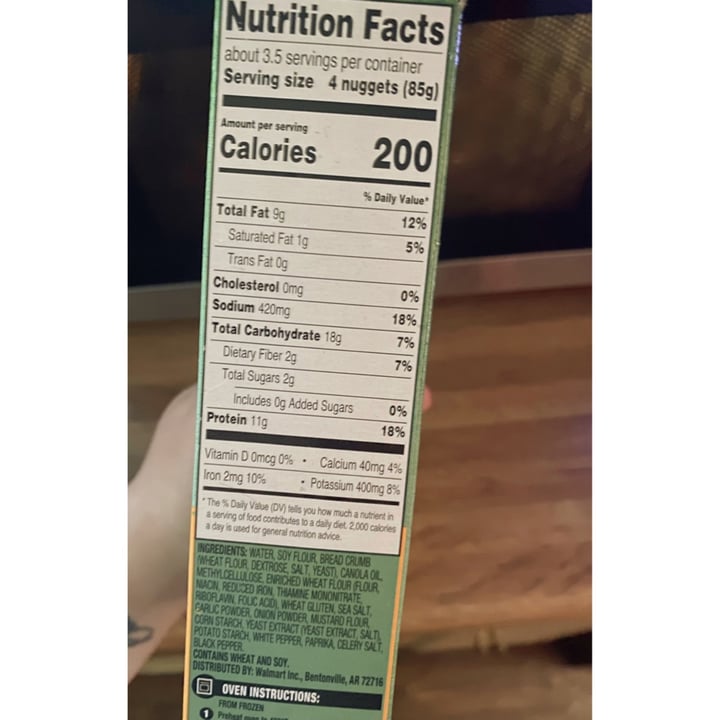 Nutrition Facts
about 3.5 servings per container
Serving size 4 nuggets (85g)
Amount per serving
Calories 200
% Daily Value*
Total Fat 9g 12%
Saturated Fat 1g 5%
Trans Fat 0g
Cholesterol 0mg 0%
Sodium 420mg 18%
Total Carbohydrate 18g 7%
Dietary Fiber 2g 7%
Total Sugars 2g
Includes 0g Added Sugars 0%
Protein 11g 18%
Vitamin D 0mcg 0% • Calcium 40mg 4%
Iron 2mg 10% • Potassium 400mg 8%
* The % Daily Value (DV) tells you how much a nutrient in
a serving of food contributes to a daily diet. 2,000 calories
a day is used for general nutrition advice.
INGREDIENTS: WATER, SOY FLOUR, BREAD CRUMB
(WHEAT FLOUR, DEXTROSE, SALT, YEAST), CANOLA OIL,
METHYLCELLULOSE, ENRICHED WHEAT FLOUR (FLOUR,
NIACIN, REDUCED IRON, THIAMINE MONONITRATE,
RIBOFLAVIN, FOLIC ACID), WHEAT GLUTEN, SEA SALT,
GARLIC POWDER, ONION POWDER, MUSTARD FLOUR,
CORN STARCH, YEAST EXTRACT (YEAST EXTRACT, SALT),
POTATO STARCH, WHITE PEPPER, PAPRIKA, CELERY SALT,
BLACK PEPPER.
CONTAINS WHEAT AND SOY.
DISTRIBUTED BY: Walmart Inc., Bentonville, AR 72716
OVEN INSTRUCTIONS:
FROM FROZEN
1 Preheat oven to